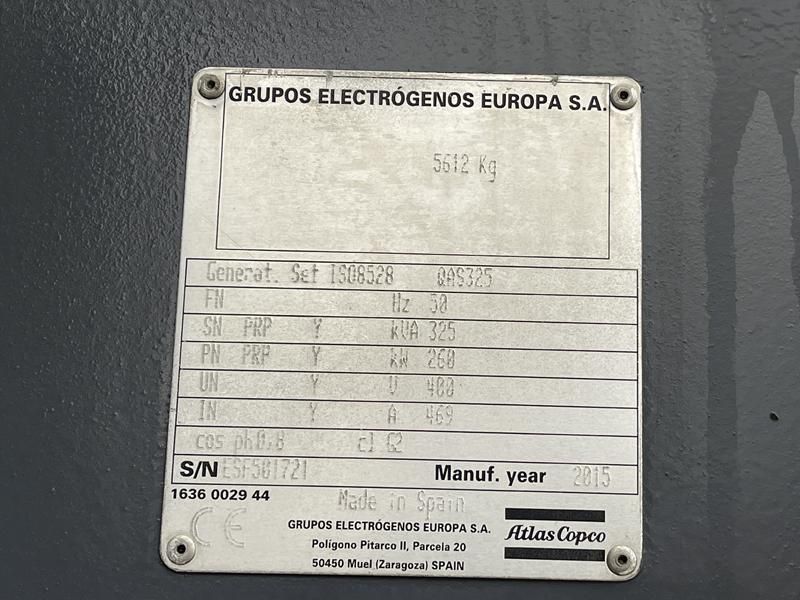 GRUPOS ELECTRÓGENOS EUROPA S.A.
5612 Kg
Generat. Set ISO8528 QAS325
FN Hz 50
SN PRP Y kVA 325
PN PRP Y kW 260
UN Y V 400
IN Y A 469
cos ph0,8 cl G2
S/N ESF501721 Manuf. year 2015
1636 0029 44
Made in Spain
CE
GRUPOS ELECTRÓGENOS EUROPA S.A.
Polígono Pitarco II, Parcela 20
50450 Muel (Zaragoza) SPAIN
Atlas Copco